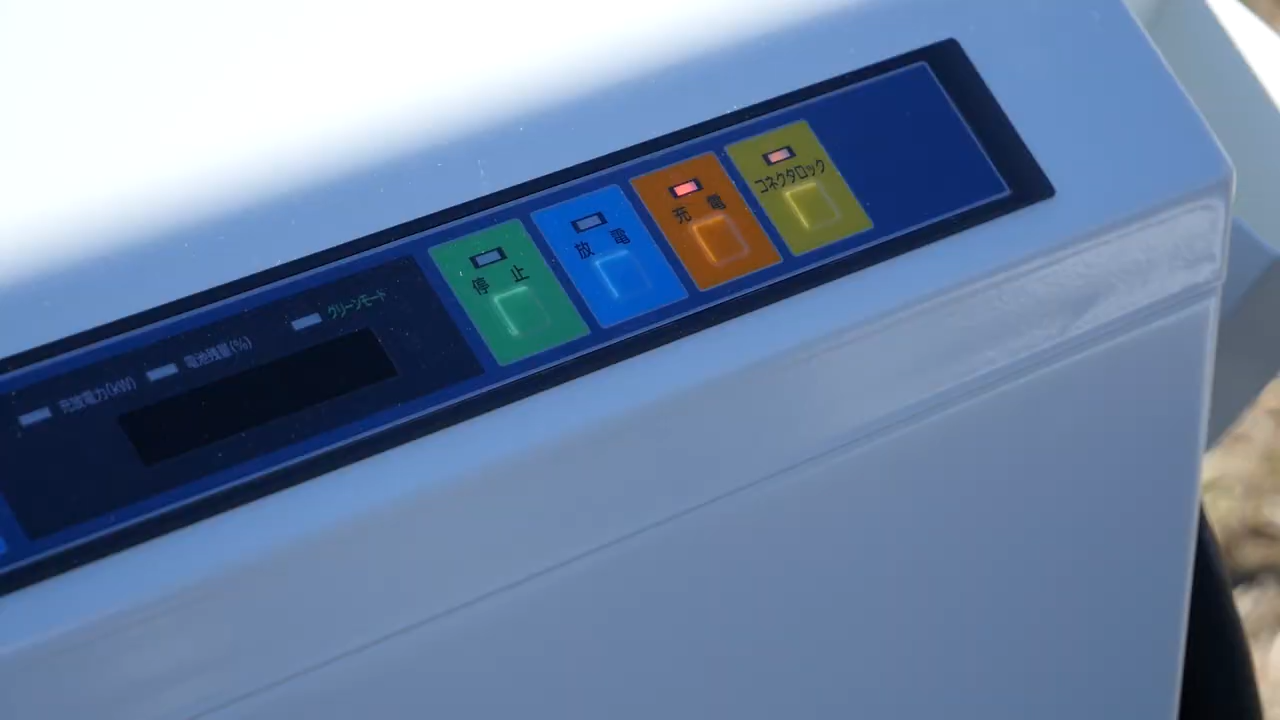 充放電力(kW)
電池残量(%)
グリーンモード
停止
放電
充電
コネクタロック